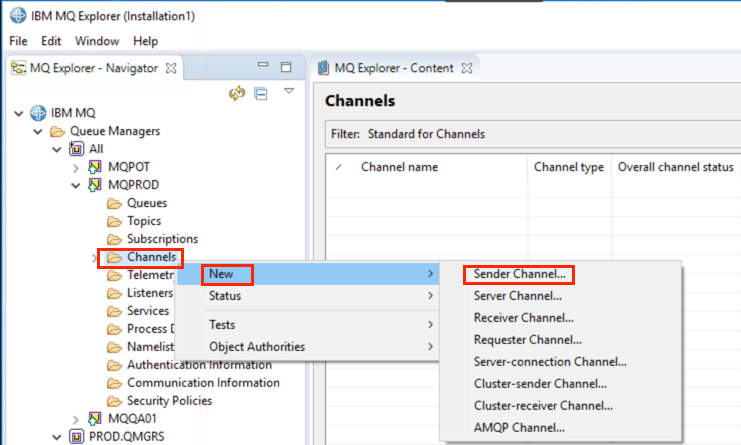 IBM MQ Explorer (Installation1)
File Edit Window Help
MQ Explorer - Navigator
IBM MQ
Queue Managers
All
MQPOT
MQPROD
Queues
Topics
Subscriptions
Channels
Telemetry
Listeners
Services
Process D
Namelist
Authentication Information
Communication Information
Security Policies
MQQA01
PROD.QMGRS
New
Status
Tests
Object Authorities
Sender Channel...
Server Channel...
Receiver Channel...
Requester Channel...
Server-connection Channel...
Cluster-sender Channel...
Cluster-receiver Channel...
AMQP Channel...
MQ Explorer - Content
Channels
Filter: Standard for Channels
Channel name Channel type Overall channel status